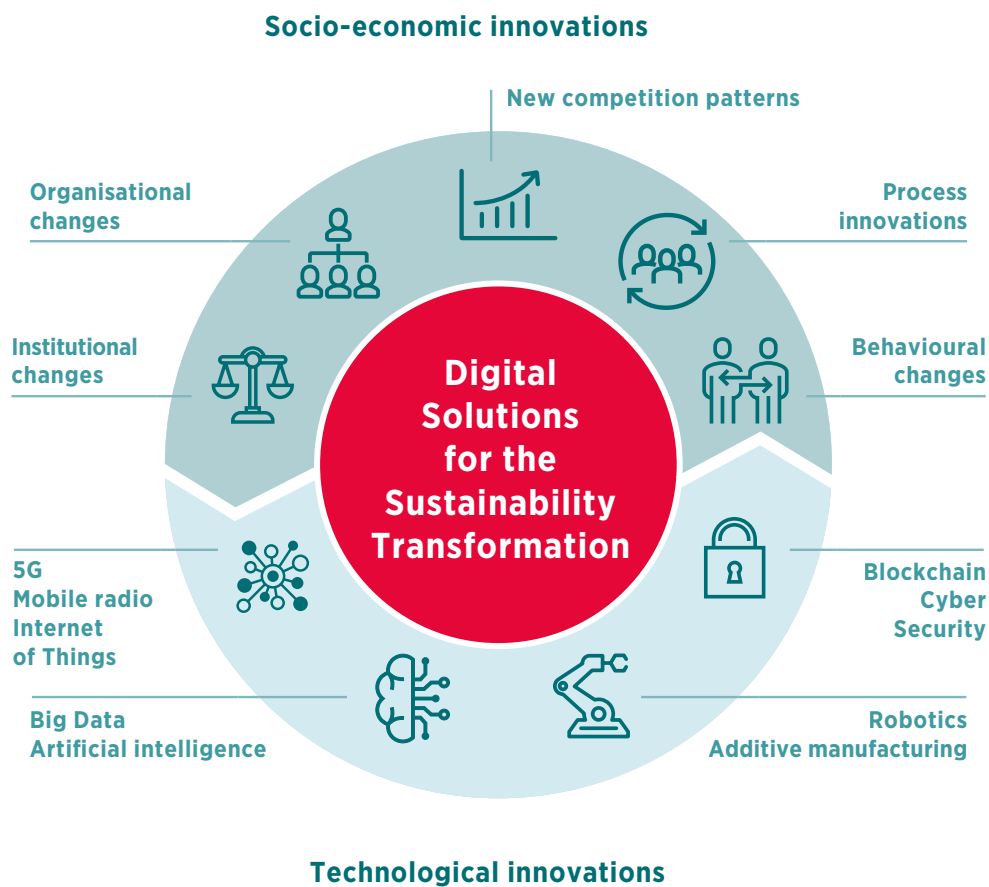 Socio-economic innovations
New competition patterns
Organisational
changes
Process
innovations
Institutional
changes
Behavioural
changes
Digital
Solutions
for the
Sustainability
Transformation
5G
Mobile radio
Internet
of Things
Blockchain
Cyber
Security
Big Data
Artificial intelligence
Robotics
Additive manufacturing
Technological innovations